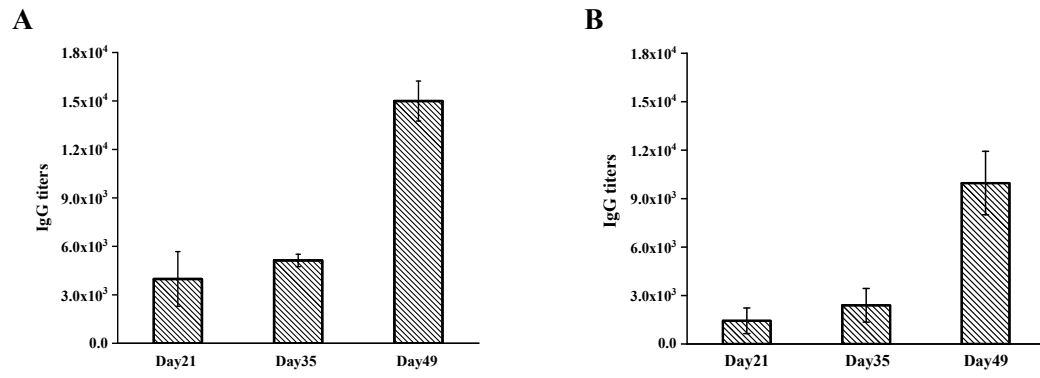 A
IgG titers
1.8x10⁴
1.5x10⁴
1.2x10⁴
9.0x10³
6.0x10³
3.0x10³
0.0
Day21 Day35 Day49
B
IgG titers
1.8x10⁴
1.5x10⁴
1.2x10⁴
9.0x10³
6.0x10³
3.0x10³
0.0
Day21 Day35 Day49